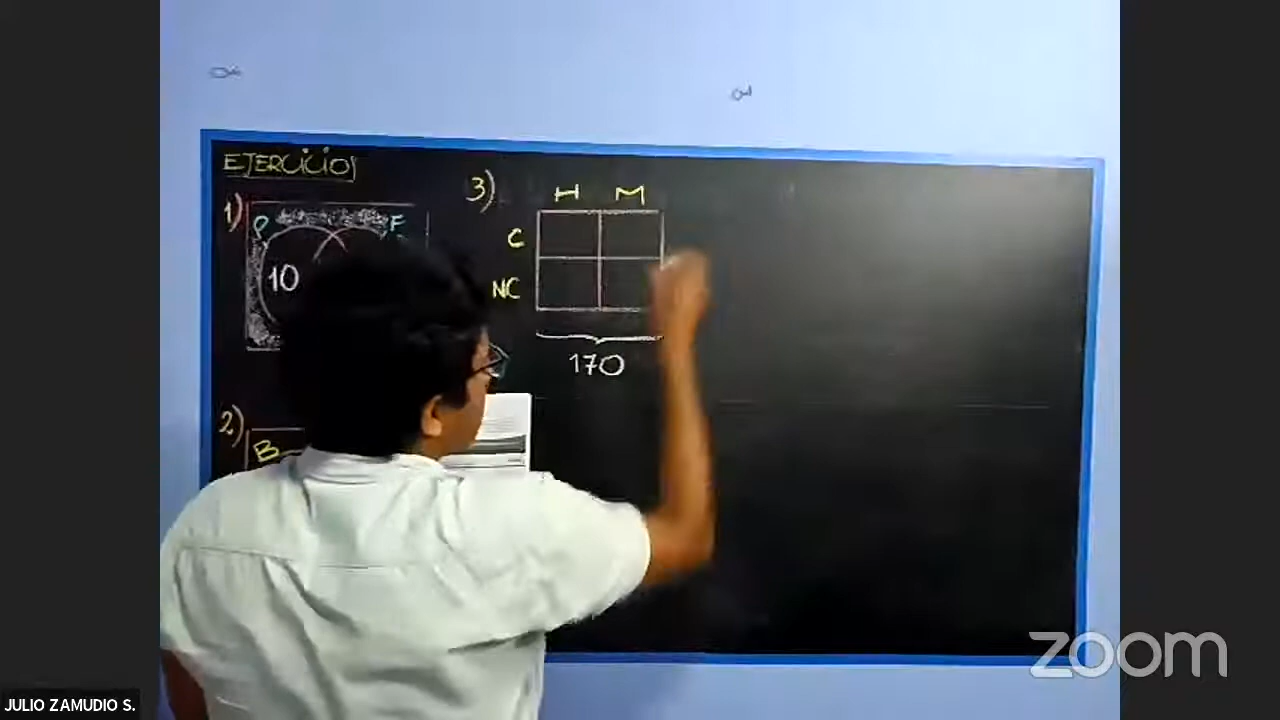 EJERCICIOS
1)
P F
10
2)
B
3)
H M
C
NC
170
zoom
JULIO ZAMUDIO S.